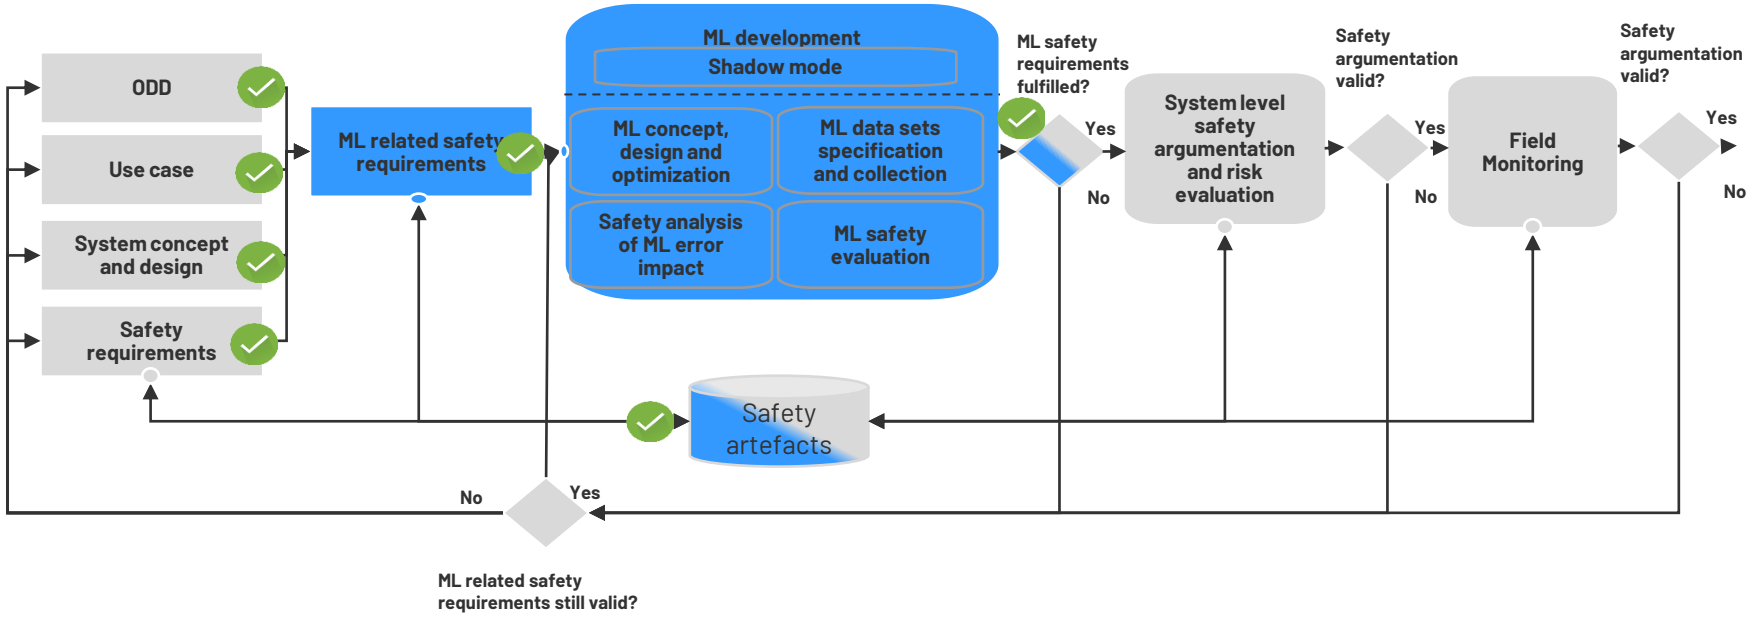 ODD
Use case
System concept
and design
Safety
requirements
ML related safety
requirements
ML development
Shadow mode
ML concept,
design and
optimization
ML data sets
specification
and collection
Safety analysis
of ML error
impact
ML safety
evaluation
ML safety
requirements
fulfilled?
Yes
No
System level
safety
argumentation
and risk
evaluation
Safety
argumentation
valid?
Yes
No
Field
Monitoring
Safety
argumentation
valid?
Yes
No
Safety
artefacts
No
Yes
ML related safety
requirements still valid?